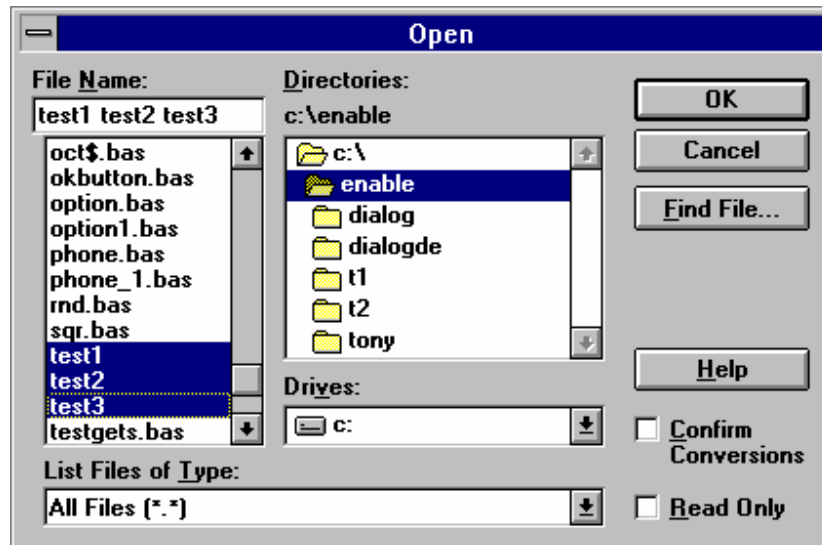 Open
File Name:
test1 test2 test3
oct$.bas
okbutton.bas
option.bas
option1.bas
phone.bas
phone_1.bas
rnd.bas
sqr.bas
test1
test2
test3
testgets.bas
List Files of Type:
All Files (*.*)
Directories:
c:\enable
c:\
enable
dialog
dialogde
t1
t2
tony
Drives:
c:
OK
Cancel
Find File...
Help
Confirm
Conversions
Read Only